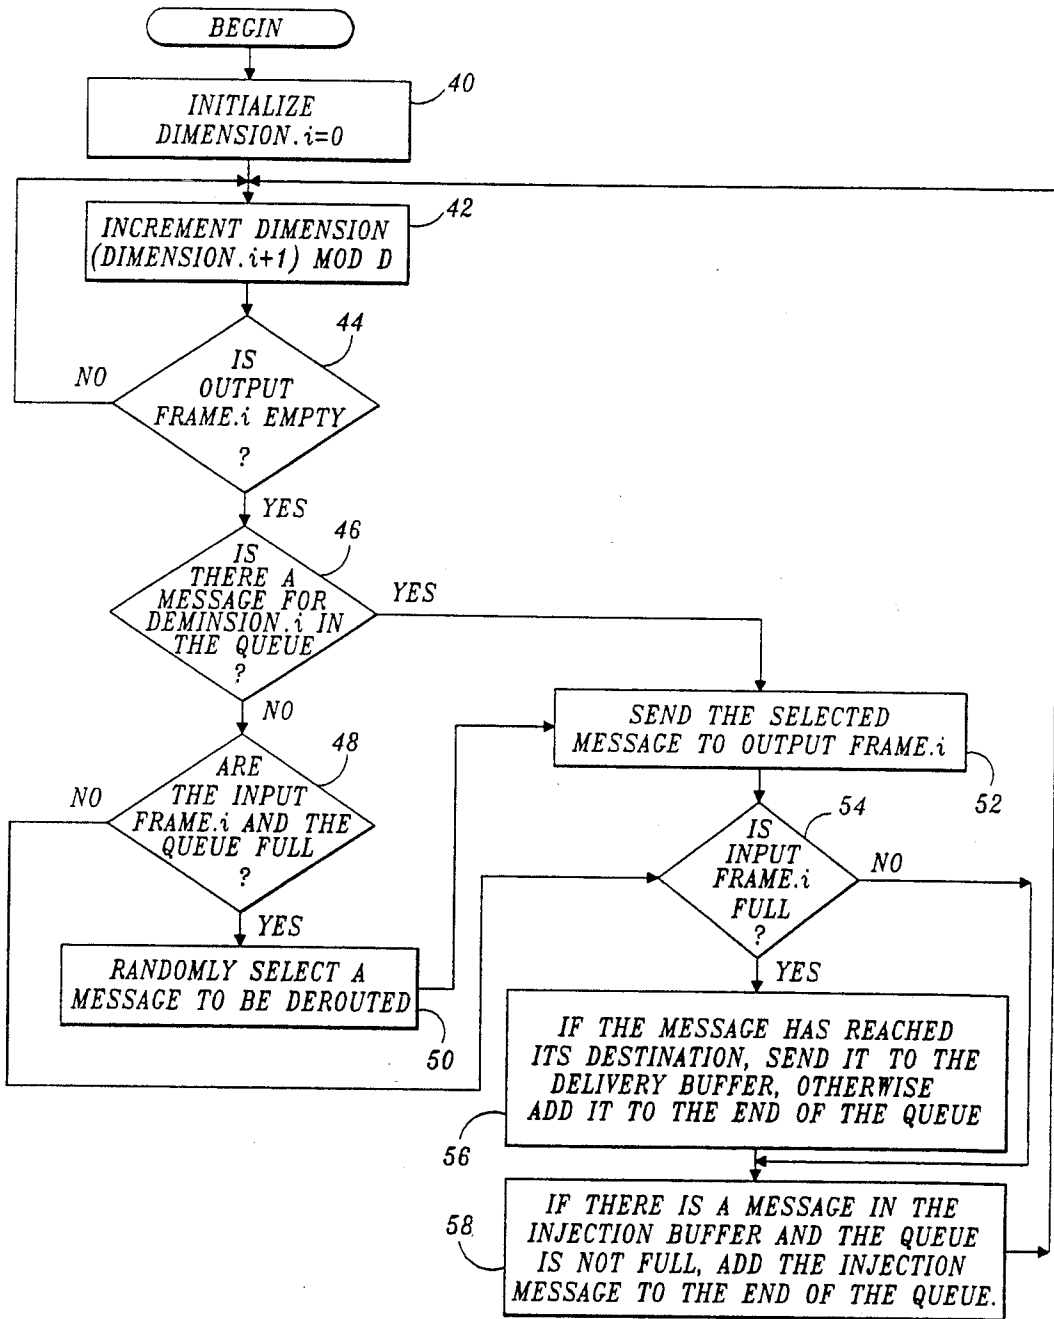 BEGIN
INITIALIZE
DIMENSION.i=0
40
INCREMENT DIMENSION
(DIMENSION.i+1) MOD D
42
IS
OUTPUT
FRAME.i EMPTY
?
44
NO
YES
IS
THERE A
MESSAGE FOR
DEMINSION.i IN
THE QUEUE
?
46
YES
NO
ARE
THE INPUT
FRAME.i AND THE
QUEUE FULL
?
48
NO
YES
RANDOMLY SELECT A
MESSAGE TO BE DEROUTED
50
SEND THE SELECTED
MESSAGE TO OUTPUT FRAME.i
52
IS
INPUT
FRAME.i
FULL
?
54
NO
YES
IF THE MESSAGE HAS REACHED
ITS DESTINATION, SEND IT TO THE
DELIVERY BUFFER, OTHERWISE
ADD IT TO THE END OF THE QUEUE
56
IF THERE IS A MESSAGE IN THE
INJECTION BUFFER AND THE QUEUE
IS NOT FULL, ADD THE INJECTION
MESSAGE TO THE END OF THE QUEUE.
58